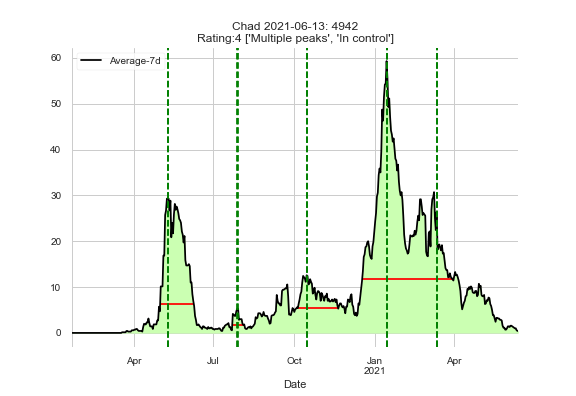 Chad 2021-06-13: 4942
Rating:4 ['Multiple peaks', 'In control']
Average-7d
60
50
40
30
20
10
0
Apr
Jul
Oct
Jan
2021
Apr
Date